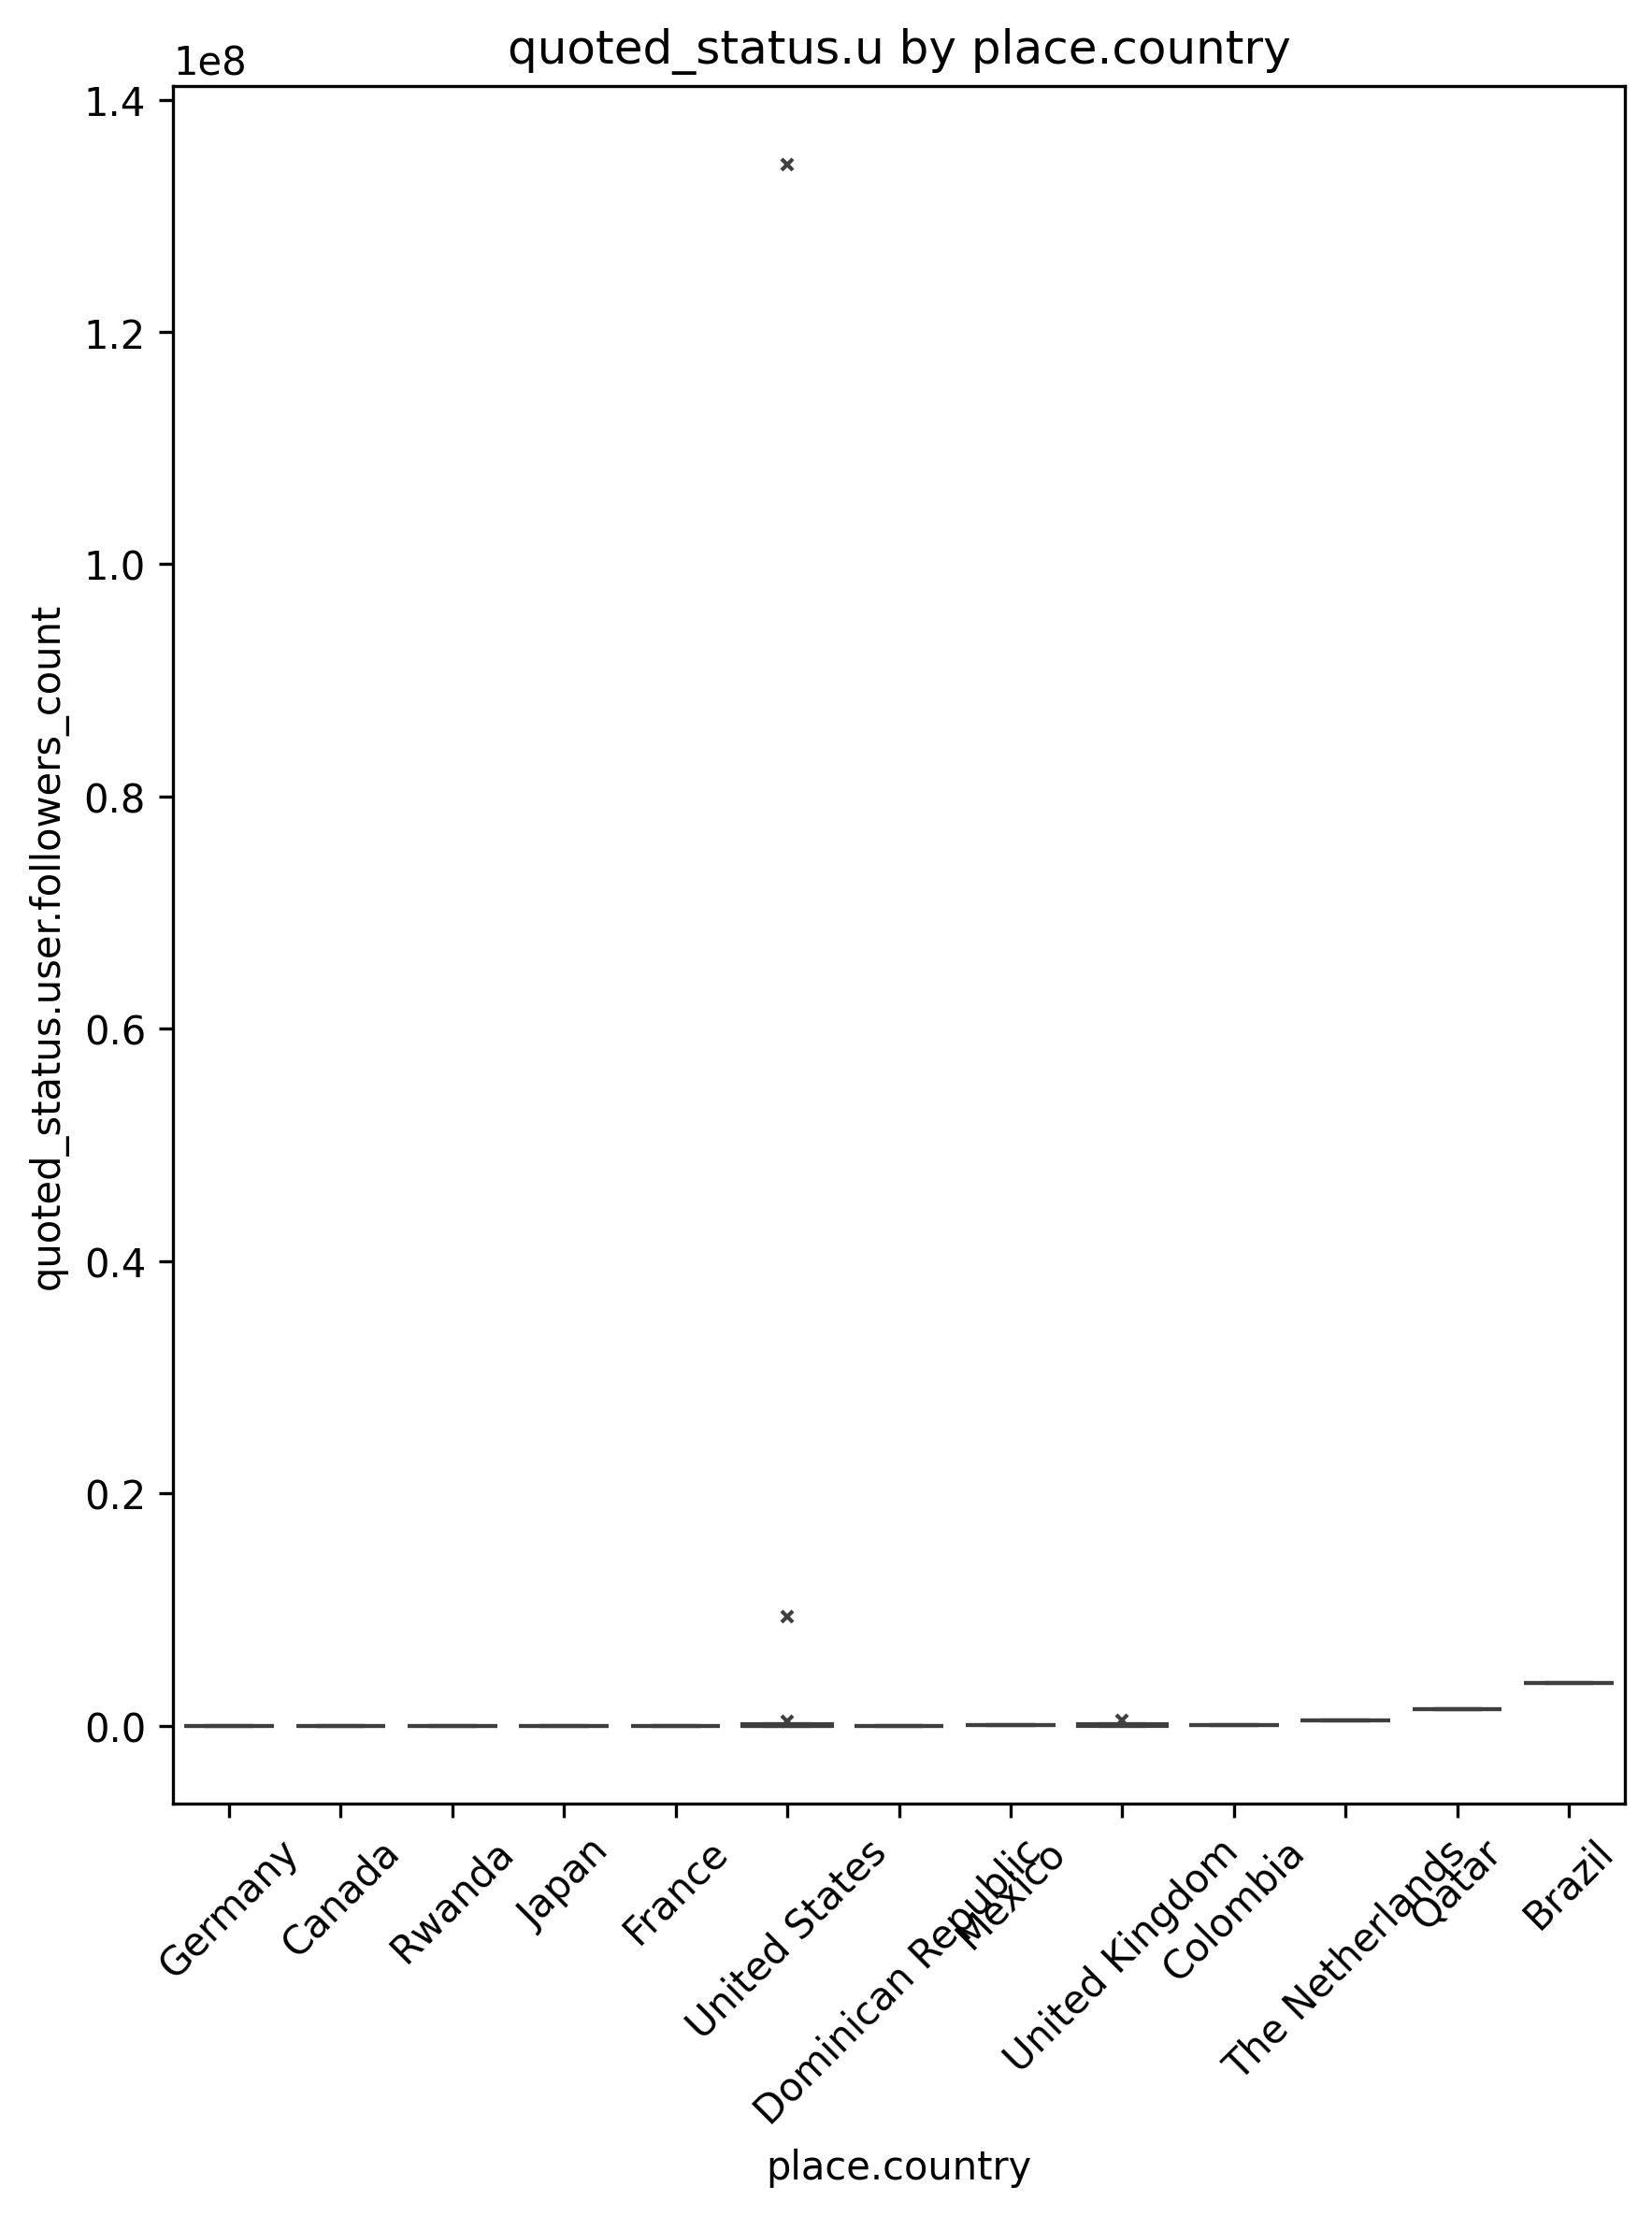 quoted_status.u by place.country
1e8
1.4
1.2
1.0
0.8
0.6
0.4
0.2
0.0
quoted_status.user.followers_count
Germany
Canada
Rwanda
Japan
France
United States
Dominican Republic
Mexico
United Kingdom
Colombia
The Netherlands
Qatar
Brazil
place.country